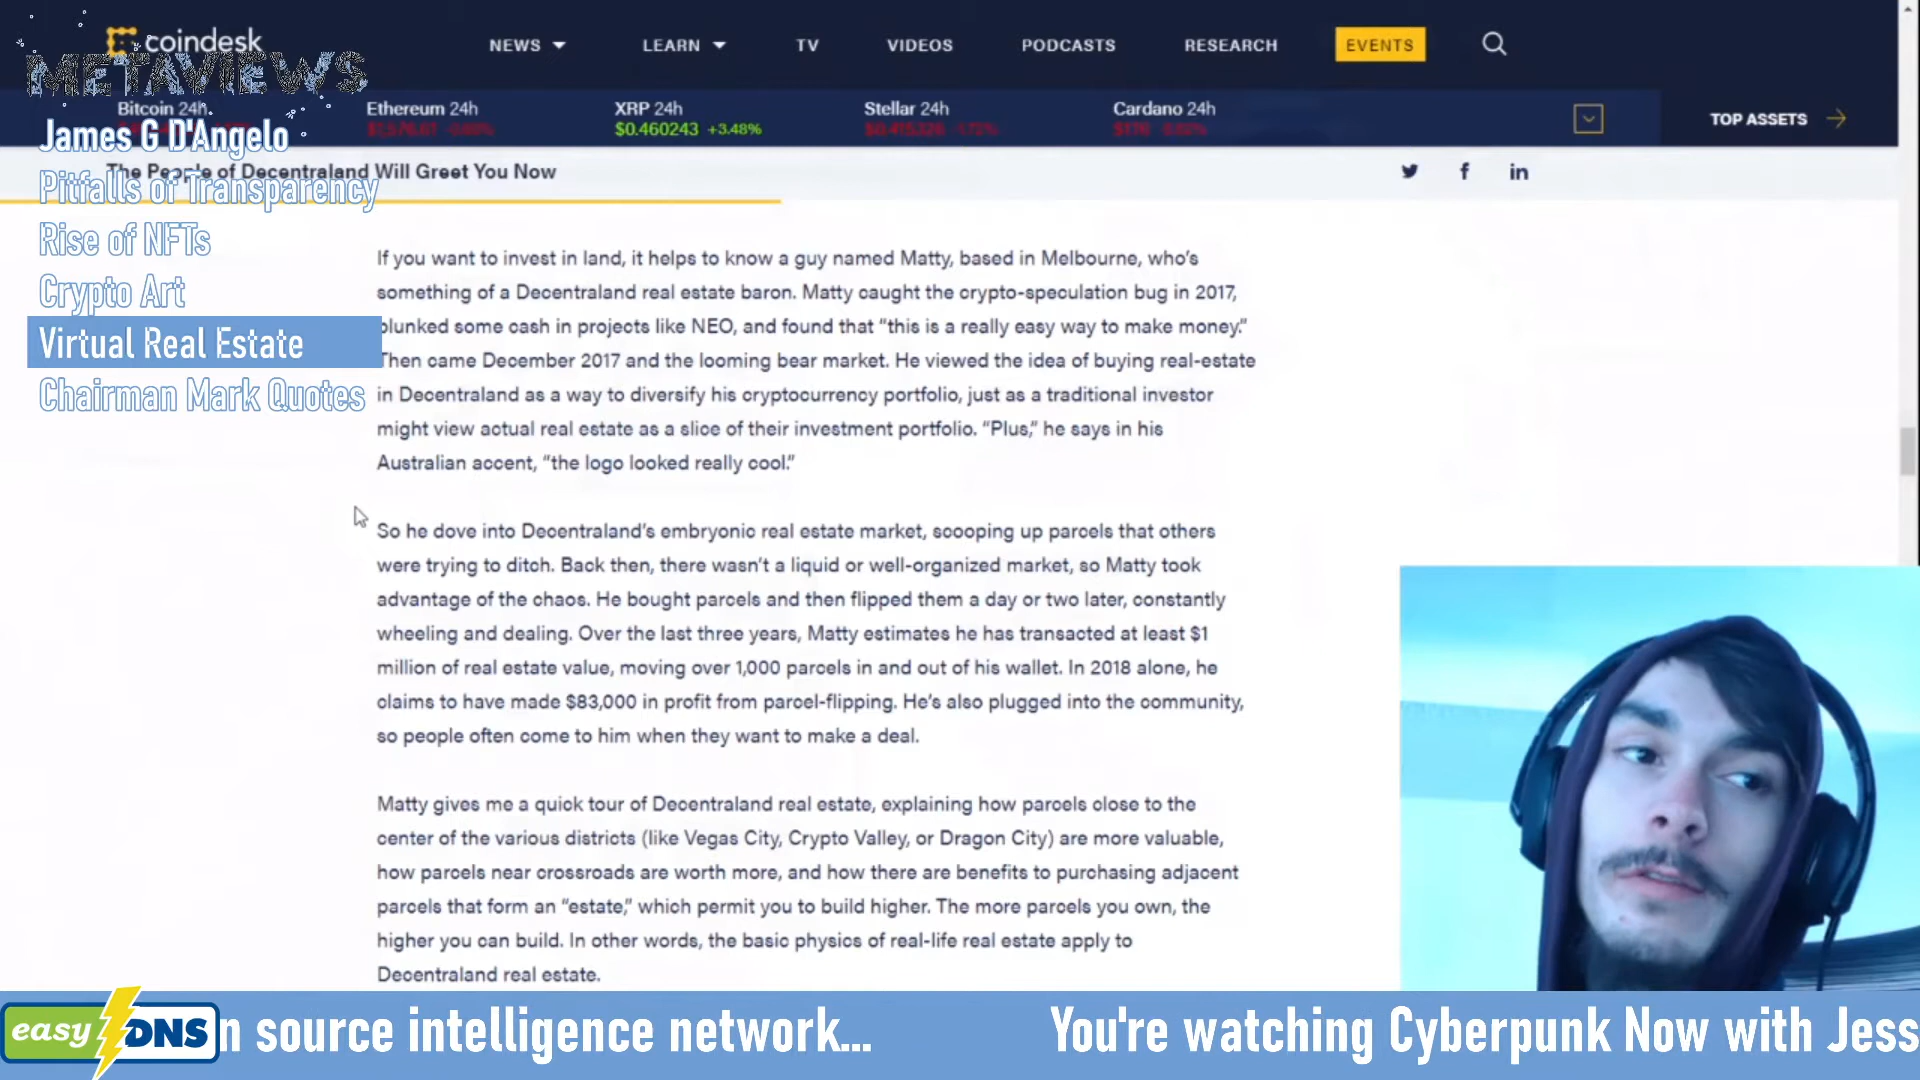 coindesk
NEWS
LEARN
TV
VIDEOS
PODCASTS
RESEARCH
EVENTS
METAVIEWS
Bitcoin 24h
Ethereum 24h
XRP 24h
Stellar 24h
Cardano 24h
$0.460243 +3.48%
TOP ASSETS
James G D'Angelo
The People of Decentraland Will Greet You Now
Pitfalls of Transparency
Rise of NFTs
Crypto Art
Virtual Real Estate
Chairman Mark Quotes
If you want to invest in land, it helps to know a guy named Matty, based in Melbourne, who's
something of a Decentraland real estate baron. Matty caught the crypto-speculation bug in 2017,
plunked some cash in projects like NEO, and found that “this is a really easy way to make money.”
Then came December 2017 and the looming bear market. He viewed the idea of buying real-estate
in Decentraland as a way to diversify his cryptocurrency portfolio, just as a traditional investor
might view actual real estate as a slice of their investment portfolio. “Plus,” he says in his
Australian accent, “the logo looked really cool.”
So he dove into Decentraland's embryonic real estate market, scooping up parcels that others
were trying to ditch. Back then, there wasn't a liquid or well-organized market, so Matty took
advantage of the chaos. He bought parcels and then flipped them a day or two later, constantly
wheeling and dealing. Over the last three years, Matty estimates he has transacted at least $1
million of real estate value, moving over 1,000 parcels in and out of his wallet. In 2018 alone, he
claims to have made $83,000 in profit from parcel-flipping. He's also plugged into the community,
so people often come to him when they want to make a deal.
Matty gives me a quick tour of Decentraland real estate, explaining how parcels close to the
center of the various districts (like Vegas City, Crypto Valley, or Dragon City) are more valuable,
how parcels near crossroads are worth more, and how there are benefits to purchasing adjacent
parcels that form an “estate,” which permit you to build higher. The more parcels you own, the
higher you can build. In other words, the basic physics of real-life real estate apply to
Decentraland real estate.
easyDNS
n source intelligence network... You're watching Cyberpunk Now with Jess